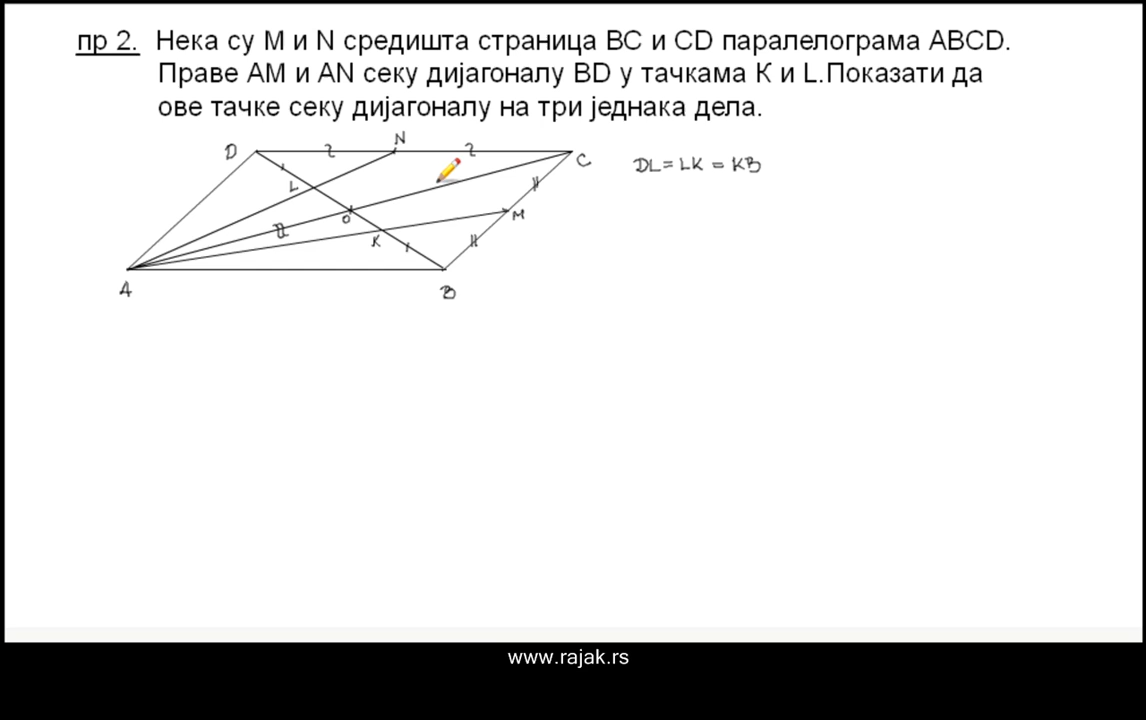 пр 2. Нека су M и N средишта страница BC и CD паралелограма ABCD.
Праве AM и AN секу дијагоналу BD у тачкама K и L.Показати да
ове тачке секу дијагоналу на три једнака дела.
D N C DL = LK = KB
L O M
K
A B
www.rajak.rs